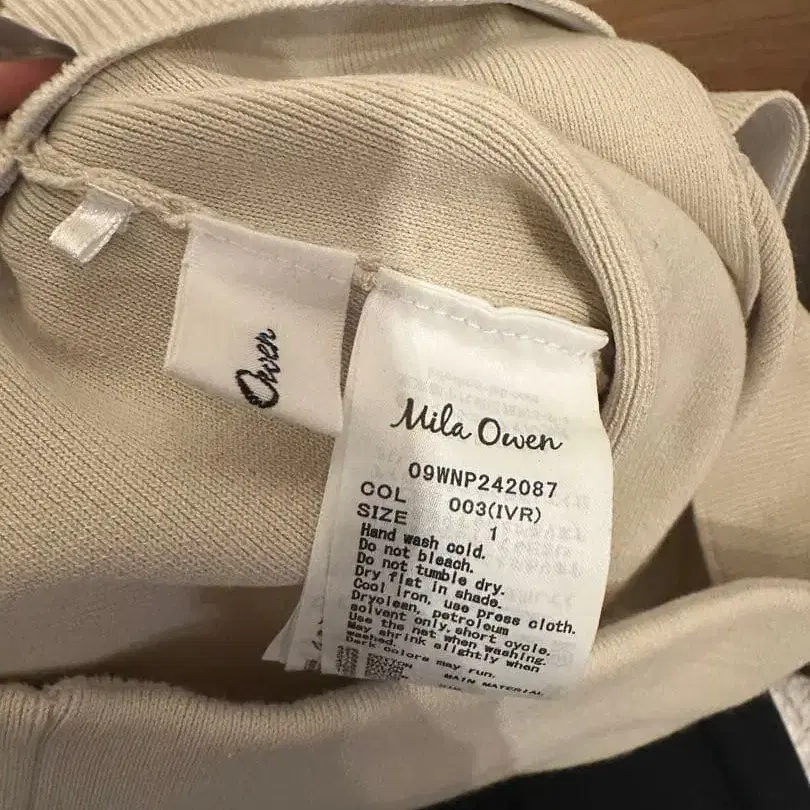 Owen
Mila Owen
09WNP242087
COL 003(IVR)
SIZE 1
Hand wash cold.
Do not bleach.
Do not tumble dry.
Dry flat in shade.
Cool iron, use press cloth.
Dryclean, petroleum
solvent only, short cycle.
Use the net when washing.
May shrink slightly when
washed.
Dark colors may run.
MAIN MATERIAL